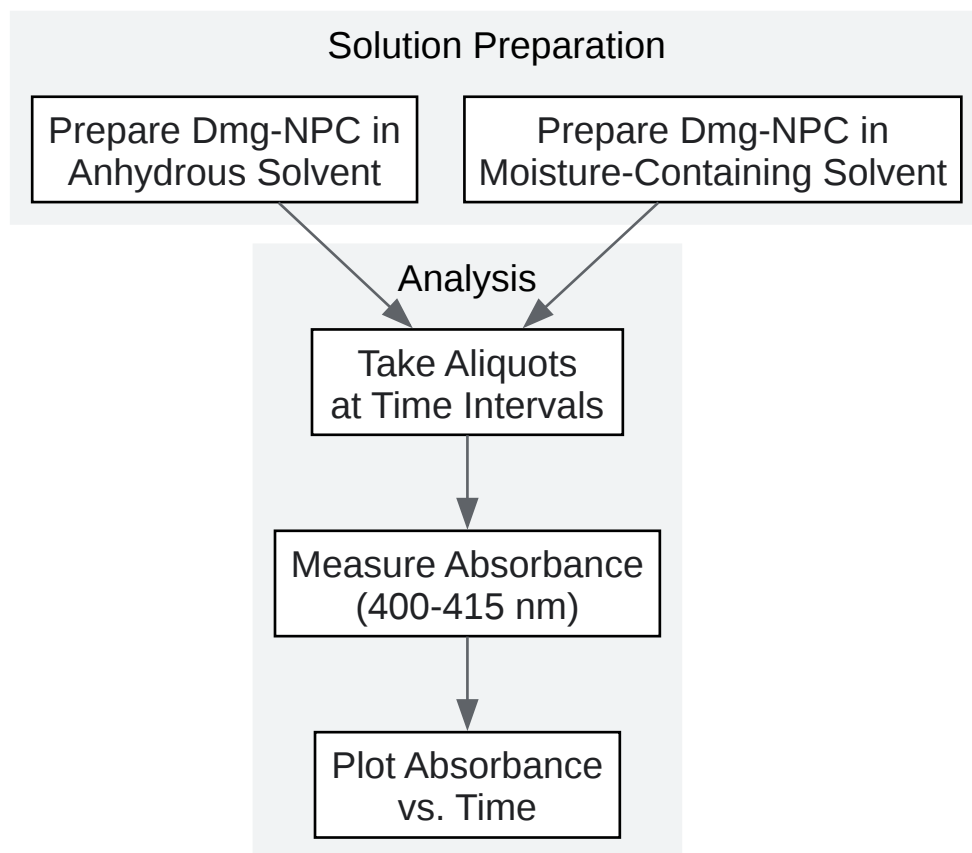 Solution Preparation
Prepare Dmg-NPC in
Anhydrous Solvent
Prepare Dmg-NPC in
Moisture-Containing Solvent
Analysis
Take Aliquots
at Time Intervals
Measure Absorbance
(400-415 nm)
Plot Absorbance
vs. Time